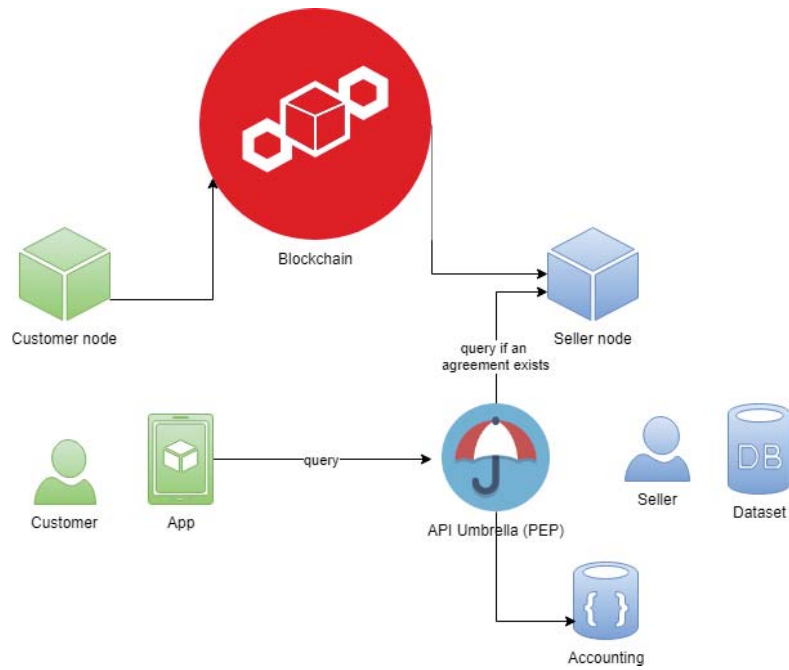 Blockchain
Customer node
Seller node
query if an
agreement exists
query
Customer
App
API Umbrella (PEP)
Seller
DB
Dataset
{ }
Accounting